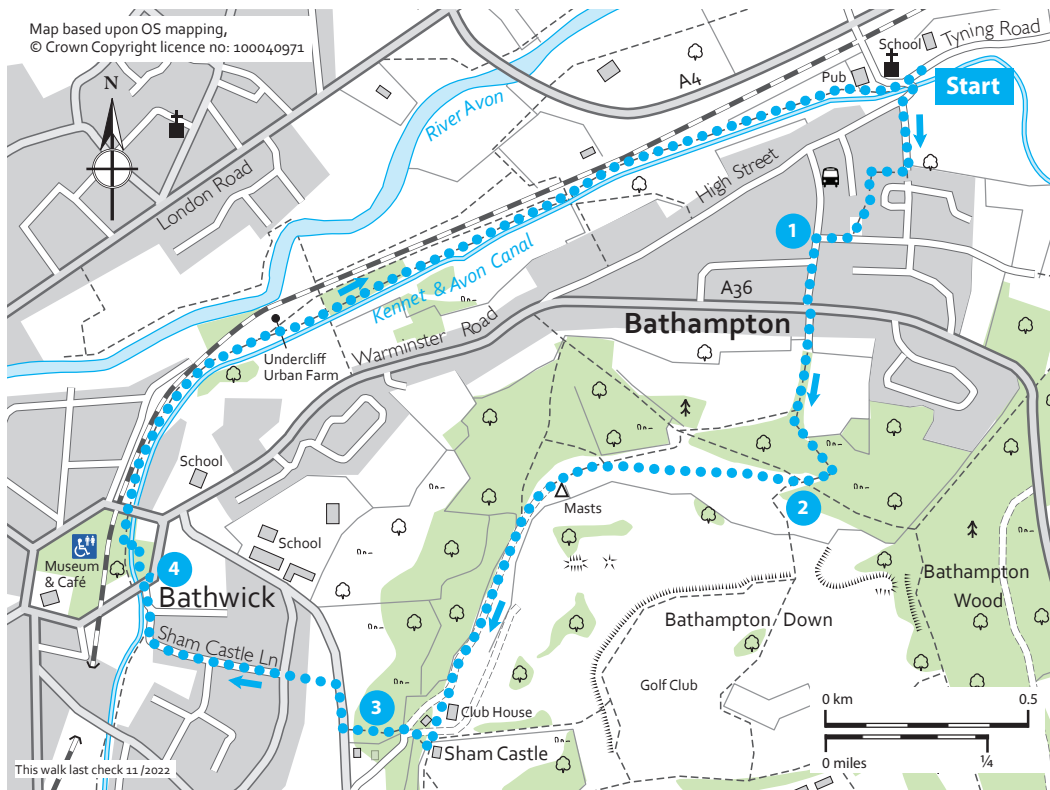 Map based upon OS mapping,
© Crown Copyright licence no: 100040971
N
School
Tyning Road
Pub
Start
A4
River Avon
London Road
High Street
1
Kennet & Avon Canal
A36
Bathampton
Warminster Road
Undercliff
Urban Farm
School
2
Masts
School
Museum
& Café
4
Bathwick
Bathampton
Wood
Bathampton Down
Sham Castle Ln
Golf Club
3
Club House
Sham Castle
0 km
0.5
0 miles
¼
This walk last check 11 /2022